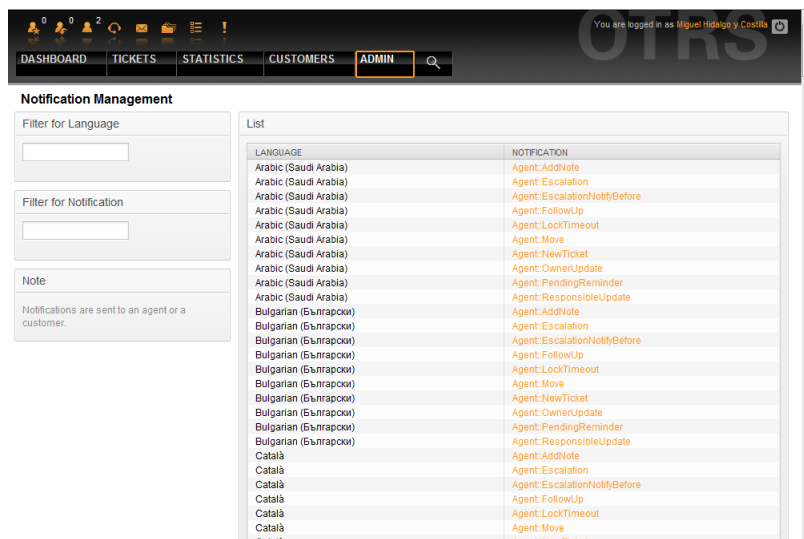 0 0 2
You are logged in as Miguel Hidalgo y Costilla
OTRS
DASHBOARD TICKETS STATISTICS CUSTOMERS ADMIN
Notification Management
Filter for Language
Filter for Notification
Note
Notifications are sent to an agent or a
customer.
List
LANGUAGE NOTIFICATION
Arabic (Saudi Arabia) Agent::AddNote
Arabic (Saudi Arabia) Agent::Escalation
Arabic (Saudi Arabia) Agent::EscalationNotifyBefore
Arabic (Saudi Arabia) Agent::FollowUp
Arabic (Saudi Arabia) Agent::LockTimeout
Arabic (Saudi Arabia) Agent::Move
Arabic (Saudi Arabia) Agent::NewTicket
Arabic (Saudi Arabia) Agent::OwnerUpdate
Arabic (Saudi Arabia) Agent::PendingReminder
Arabic (Saudi Arabia) Agent::ResponsibleUpdate
Bulgarian (Български) Agent::AddNote
Bulgarian (Български) Agent::Escalation
Bulgarian (Български) Agent::EscalationNotifyBefore
Bulgarian (Български) Agent::FollowUp
Bulgarian (Български) Agent::LockTimeout
Bulgarian (Български) Agent::Move
Bulgarian (Български) Agent::NewTicket
Bulgarian (Български) Agent::OwnerUpdate
Bulgarian (Български) Agent::PendingReminder
Bulgarian (Български) Agent::ResponsibleUpdate
Català Agent::AddNote
Català Agent::Escalation
Català Agent::EscalationNotifyBefore
Català Agent::FollowUp
Català Agent::LockTimeout
Català Agent::Move